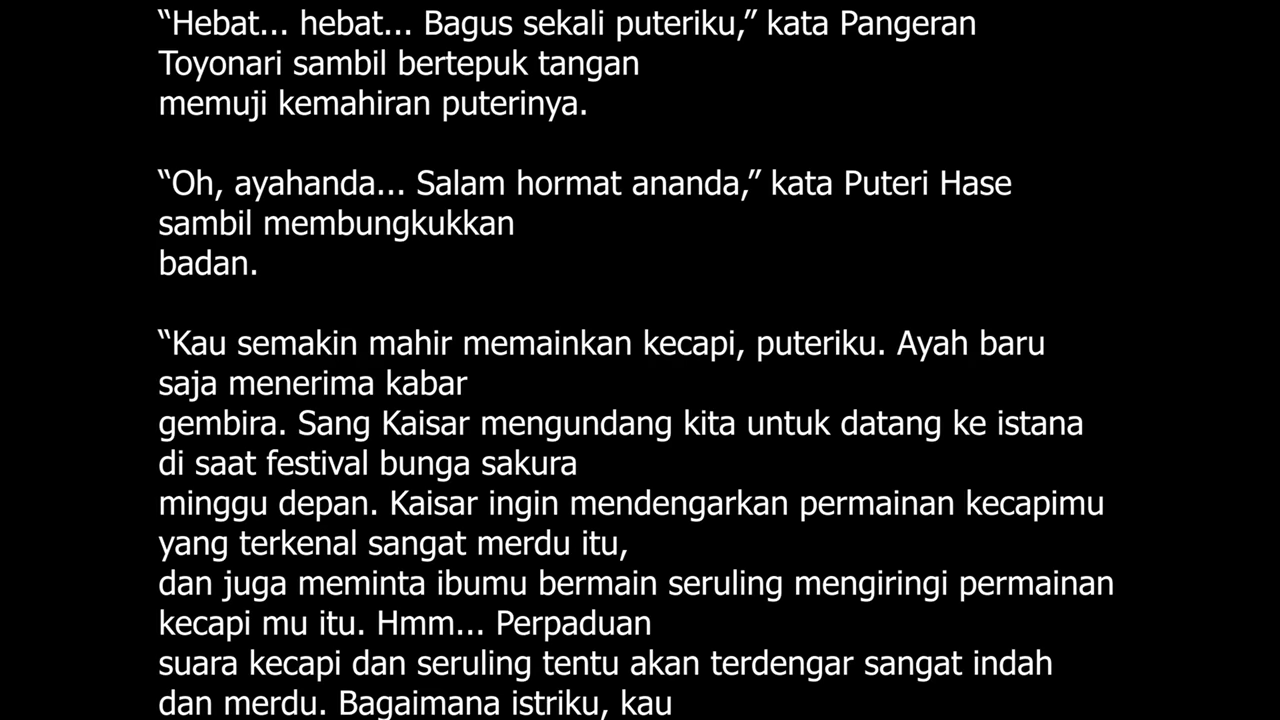 “Hebat... hebat... Bagus sekali puteriku,” kata Pangeran
Toyonari sambil bertepuk tangan
memuji kemahiran puterinya.
“Oh, ayahanda... Salam hormat ananda,” kata Puteri Hase
sambil membungkukkan
badan.
“Kau semakin mahir memainkan kecapi, puteriku. Ayah baru
saja menerima kabar
gembira. Sang Kaisar mengundang kita untuk datang ke istana
di saat festival bunga sakura
minggu depan. Kaisar ingin mendengarkan permainan kecapimu
yang terkenal sangat merdu itu,
dan juga meminta ibumu bermain seruling mengiringi permainan
kecapi mu itu. Hmm... Perpaduan
suara kecapi dan seruling tentu akan terdengar sangat indah
dan merdu. Bagaimana istriku, kau